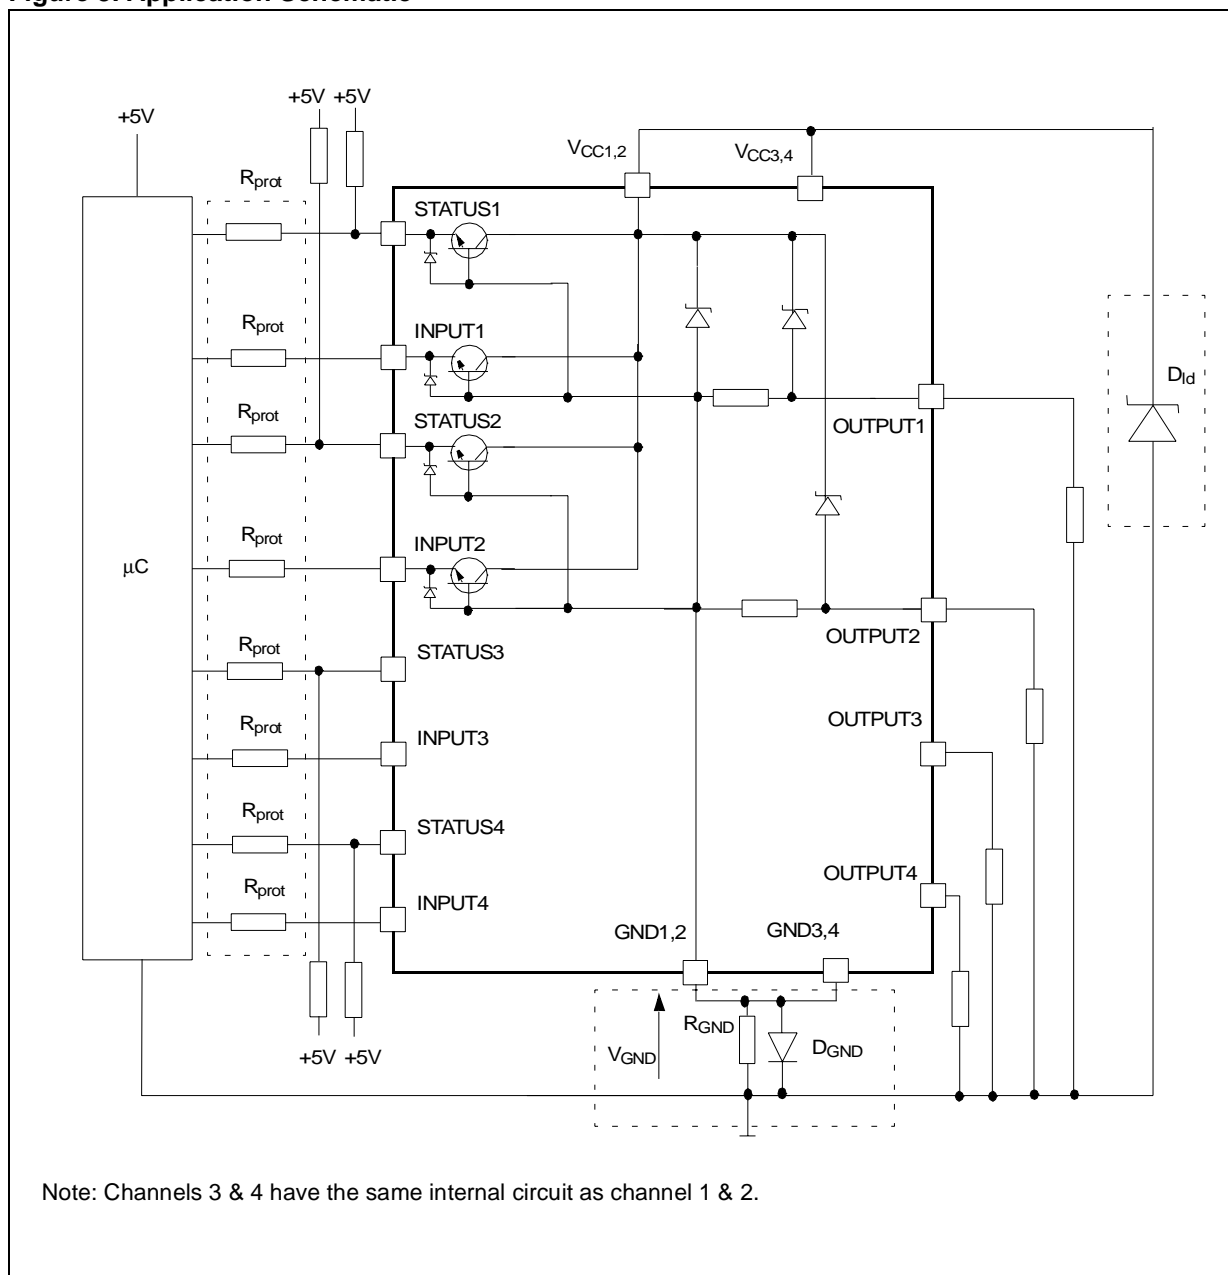 Figure 8: Application Schematic
+5V +5V
+5V
VCC1,2
VCC3,4
Rprot
STATUS1
Rprot
INPUT1
Dld
Rprot
STATUS2
OUTPUT1
Rprot
INPUT2
µC
OUTPUT2
Rprot
STATUS3
OUTPUT3
Rprot
INPUT3
Rprot
STATUS4
OUTPUT4
Rprot
INPUT4
GND1,2
GND3,4
RGND
VGND
DGND
+5V +5V
Note: Channels 3 & 4 have the same internal circuit as channel 1 & 2.